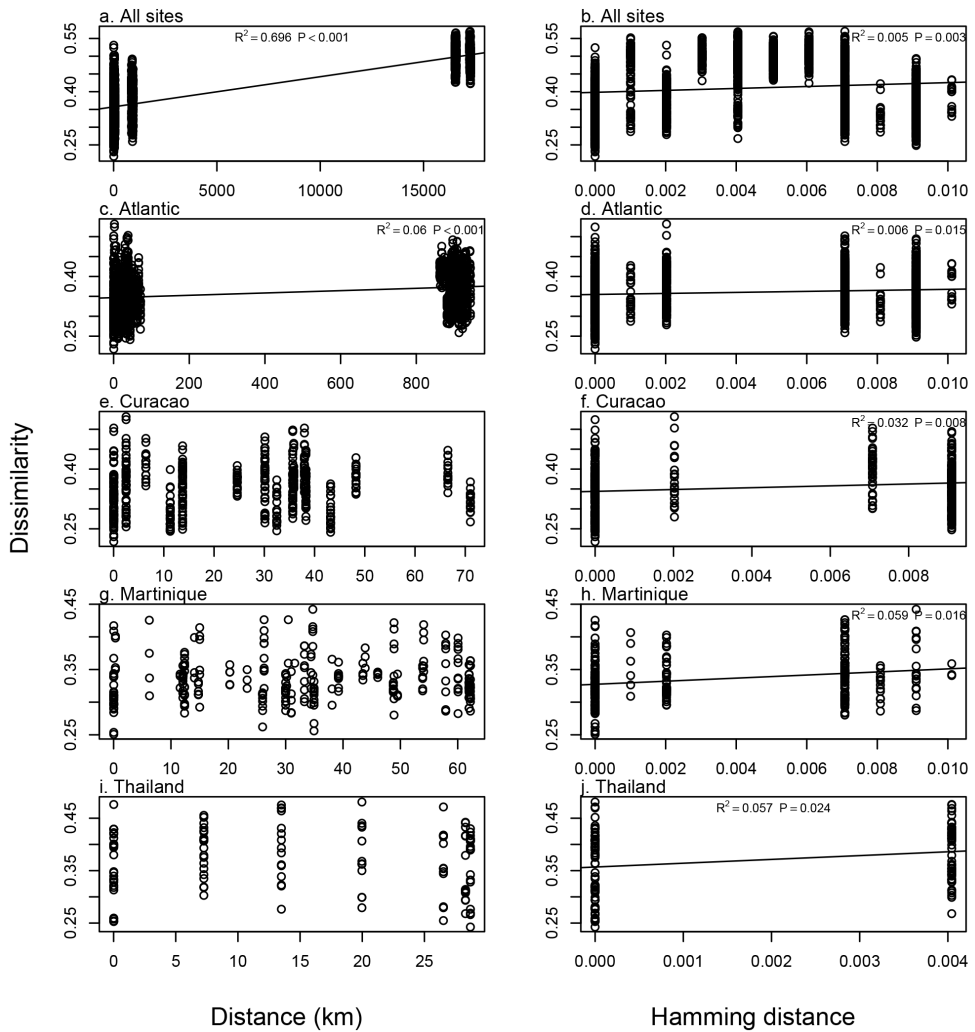 a. All sites
R² = 0.696 P < 0.001
0.55
0.40
0.25
0 5000 10000 15000
b. All sites
R² = 0.005 P = 0.003
0.55
0.40
0.25
0.000 0.002 0.004 0.006 0.008 0.010
c. Atlantic
R² = 0.06 P < 0.001
0.40
0.25
0 200 400 600 800
d. Atlantic
R² = 0.006 P = 0.015
0.40
0.25
0.000 0.002 0.004 0.006 0.008 0.010
Dissimilarity
e. Curacao
0.40
0.25
0 10 20 30 40 50 60 70
f. Curacao
R² = 0.032 P = 0.008
0.40
0.25
0.000 0.002 0.004 0.006 0.008
g. Martinique
0.45
0.35
0.25
0 10 20 30 40 50 60
h. Martinique
R² = 0.059 P = 0.016
0.45
0.35
0.25
0.000 0.002 0.004 0.006 0.008 0.010
i. Thailand
0.45
0.35
0.25
0 5 10 15 20 25
j. Thailand
R² = 0.057 P = 0.024
0.45
0.35
0.25
0.000 0.001 0.002 0.003 0.004
Distance (km)
Hamming distance